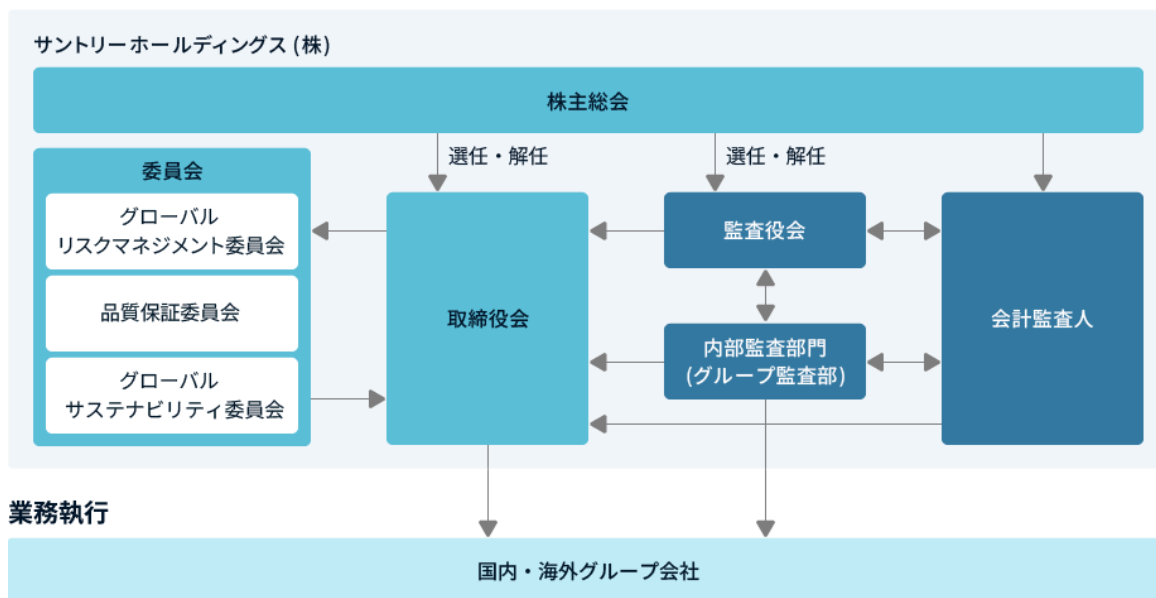 サントリーホールディングス (株)
株主総会
選任・解任
選任・解任
委員会
グローバル
リスクマネジメント委員会
品質保証委員会
グローバル
サステナビリティ委員会
取締役会
監査役会
内部監査部門
(グループ監査部)
会計監査人
業務執行
国内・海外グループ会社